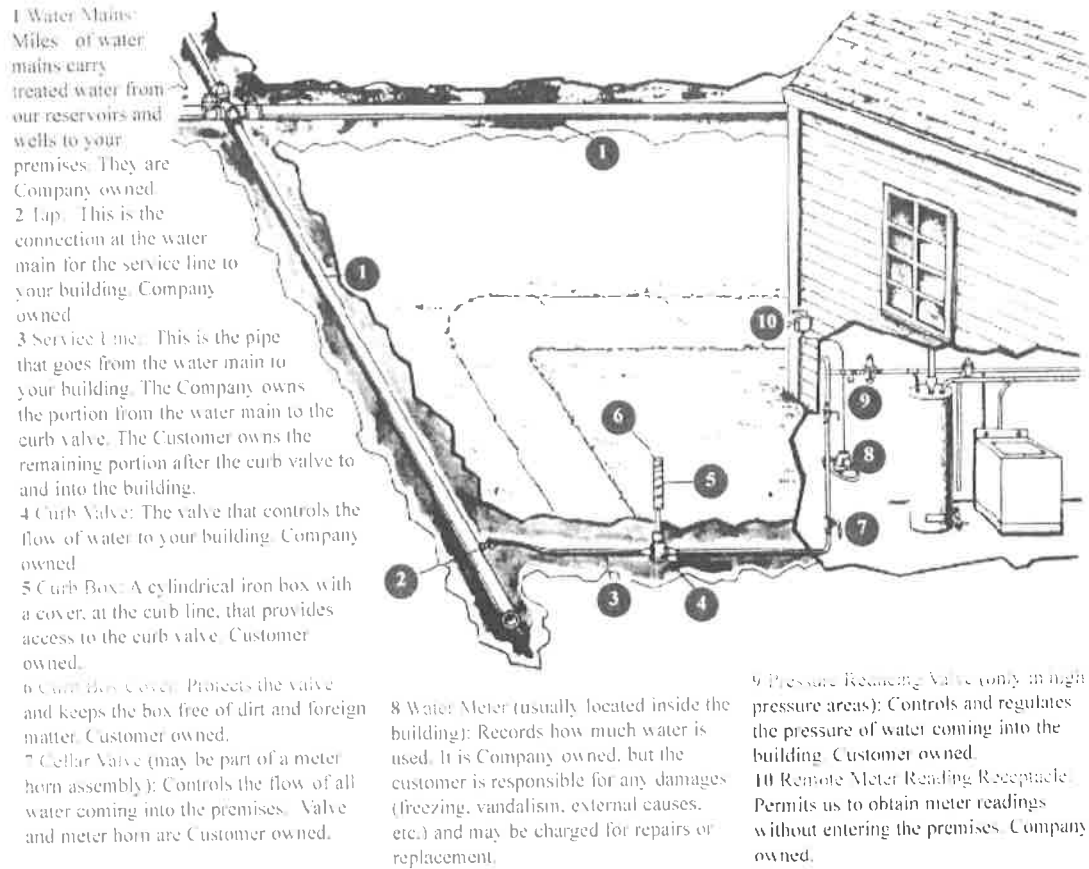 1 Water Mains:
Miles of water
mains carry
treated water from
our reservoirs and
wells to your
premises. They are
Company owned.
2 Tap: This is the
connection at the water
main for the service line to
your building. Company
owned
3 Service Line: This is the pipe
that goes from the water main to
your building. The Company owns
the portion from the water main to the
curb valve. The Customer owns the
remaining portion after the curb valve to
and into the building.
4 Curb Valve: The valve that controls the
flow of water to your building. Company
owned
5 Curb Box: A cylindrical iron box with
a cover, at the curb line, that provides
access to the curb valve. Customer
owned.
6 Curb Box Cover: Protects the valve
and keeps the box free of dirt and foreign
matter. Customer owned.
7 Cellar Valve (may be part of a meter
horn assembly): Controls the flow of all
water coming into the premises. Valve
and meter horn are Customer owned.
8 Water Meter (usually located inside the
building): Records how much water is
used. It is Company owned, but the
customer is responsible for any damages
(freezing, vandalism, external causes,
etc.) and may be charged for repairs or
replacement.
9 Pressure Reducing Valve (only in high
pressure areas): Controls and regulates
the pressure of water coming into the
building. Customer owned.
10 Remote Meter Reading Receptacle:
Permits us to obtain meter readings
without entering the premises. Company
owned.
1
1
10
9
6
8
5
7
2
3
4